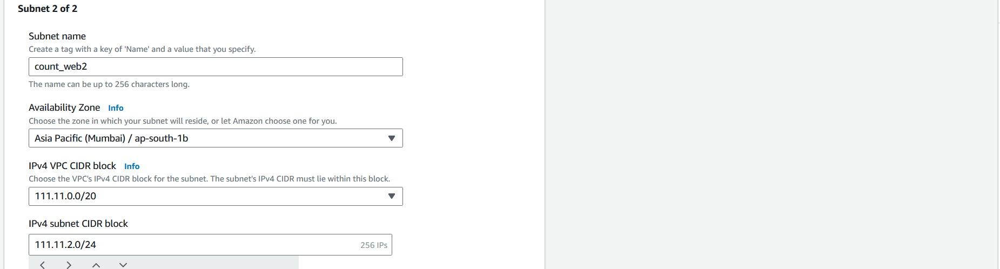 Subnet 2 of 2
Subnet name
Create a tag with a key of 'Name' and a value that you specify.
count_web2
The name can be up to 256 characters long.
Availability Zone Info
Choose the zone in which your subnet will reside, or let Amazon choose one for you.
Asia Pacific (Mumbai) / ap-south-1b
IPv4 VPC CIDR block Info
Choose the VPC's IPv4 CIDR block for the subnet. The subnet's IPv4 CIDR must lie within this block.
111.11.0.0/20
IPv4 subnet CIDR block
111.11.2.0/24 256 IPs